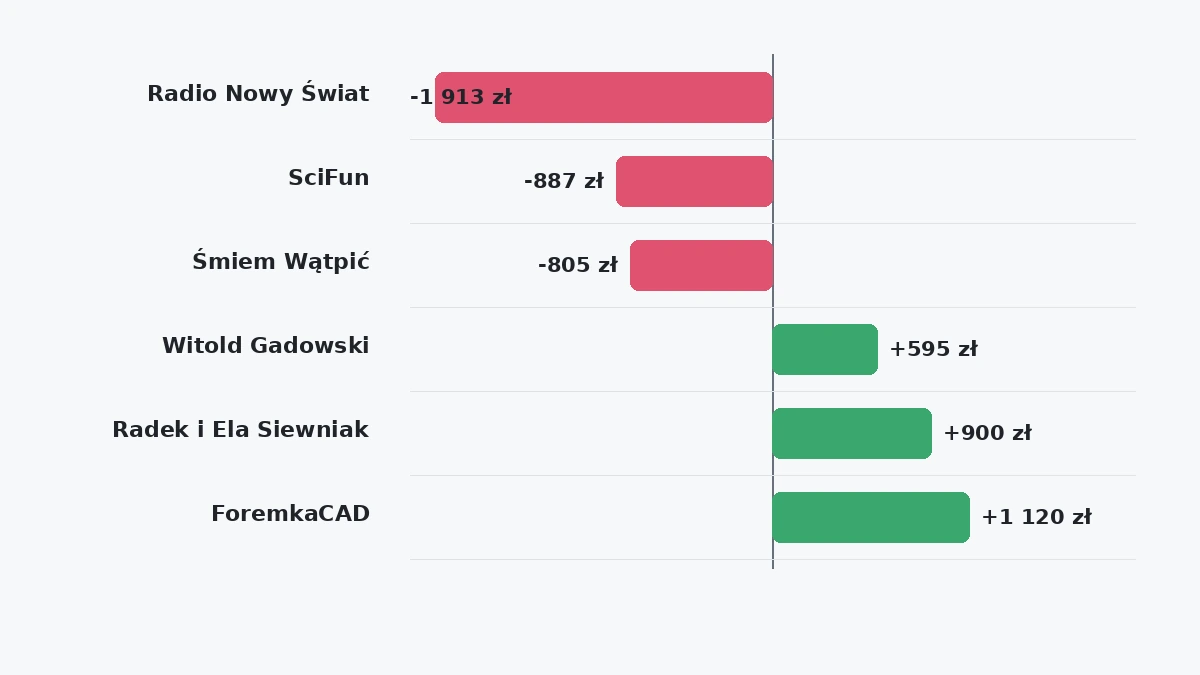 Radio Nowy Świat -1 913 zł
SciFun -887 zł
Śmiem Wątpić -805 zł
Witold Gadowski +595 zł
Radek i Ela Siewniak +900 zł
ForemkaCAD +1 120 zł